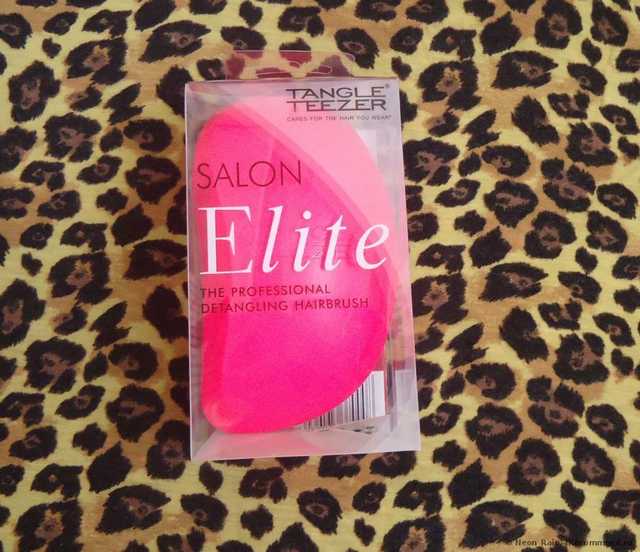 TANGLE
TEEZER®
CARES FOR THE HAIR YOU WEAR®
SALON
Elite
THE PROFESSIONAL
DETANGLING HAIRBRUSH